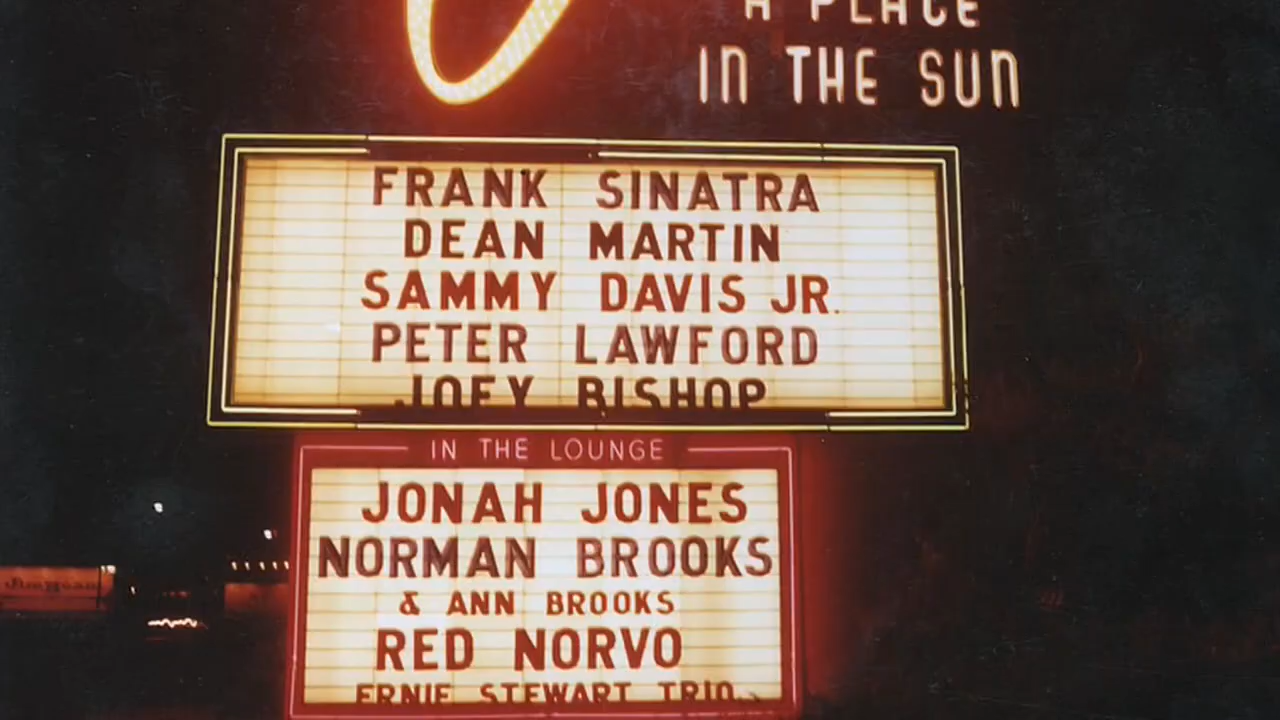 A PLACE
IN THE SUN
FRANK SINATRA
DEAN MARTIN
SAMMY DAVIS JR.
PETER LAWFORD
JOEY BISHOP
IN THE LOUNGE
JONAH JONES
NORMAN BROOKS
& ANN BROOKS
RED NORVO
ERNIE STEWART TRIO